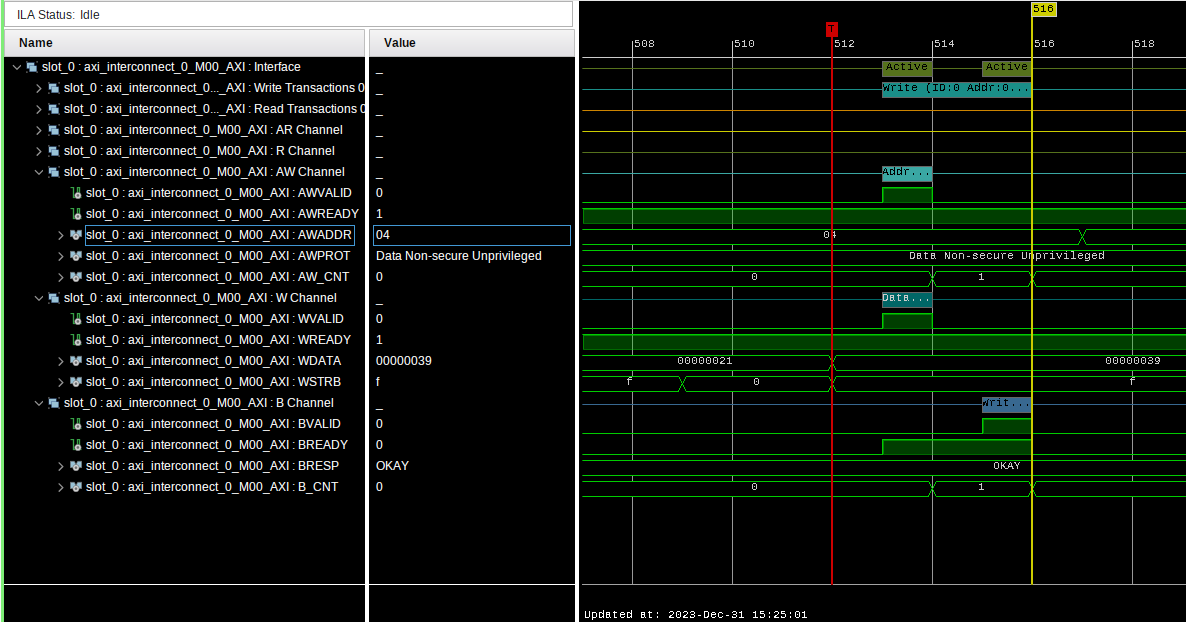 ILA Status: Idle
516
T
Name Value
508 510 512 514 516 518
slot_0 : axi_interconnect_0_M00_AXI : Interface _ Active Active
slot_0 : axi_interconnect_0..._AXI : Write Transactions 0 _ Write (ID:0 Addr:0...
slot_0 : axi_interconnect_0..._AXI : Read Transactions 0 _
slot_0 : axi_interconnect_0_M00_AXI : AR Channel _
slot_0 : axi_interconnect_0_M00_AXI : R Channel _
slot_0 : axi_interconnect_0_M00_AXI : AW Channel _ Addr...
slot_0 : axi_interconnect_0_M00_AXI : AWVALID 0
slot_0 : axi_interconnect_0_M00_AXI : AWREADY 1
slot_0 : axi_interconnect_0_M00_AXI : AWADDR 04 04
slot_0 : axi_interconnect_0_M00_AXI : AWPROT Data Non-secure Unprivileged Data Non-secure Unprivileged
slot_0 : axi_interconnect_0_M00_AXI : AW_CNT 0 0 1
slot_0 : axi_interconnect_0_M00_AXI : W Channel _ Data...
slot_0 : axi_interconnect_0_M00_AXI : WVALID 0
slot_0 : axi_interconnect_0_M00_AXI : WREADY 1
slot_0 : axi_interconnect_0_M00_AXI : WDATA 00000039 00000021 00000039
slot_0 : axi_interconnect_0_M00_AXI : WSTRB f f 0 f
slot_0 : axi_interconnect_0_M00_AXI : B Channel _ Writ...
slot_0 : axi_interconnect_0_M00_AXI : BVALID 0
slot_0 : axi_interconnect_0_M00_AXI : BREADY 0
slot_0 : axi_interconnect_0_M00_AXI : BRESP OKAY OKAY
slot_0 : axi_interconnect_0_M00_AXI : B_CNT 0 0 1
Updated at: 2023-Dec-31 15:25:01